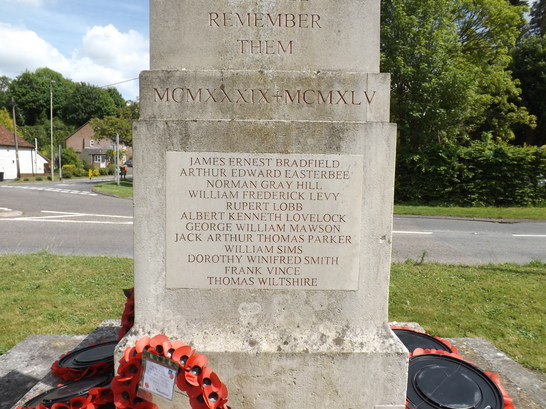 REMEMBER
THEM
MCMXXXIX+MCMXLV
JAMES ERNEST BRADFIELD
ARTHUR EDWARD EASTERBEE
NORMAN GRAY HILL
WILLIAM FREDERICK LEVY
RUPERT LOBB
ALBERT KENNETH LOVELOCK
GEORGE WILLIAM MAWSON
JACK ARTHUR THOMAS PARKER
WILLIAM SIMS
DOROTHY WINIFRED SMITH
FRANK VINCE
THOMAS WILTSHIRE